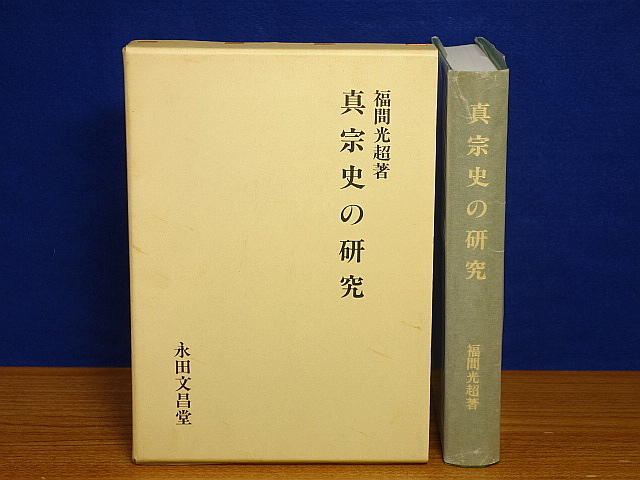 福間光超著
真宗史の研究
永田文昌堂
真宗史の研究
福間光超著